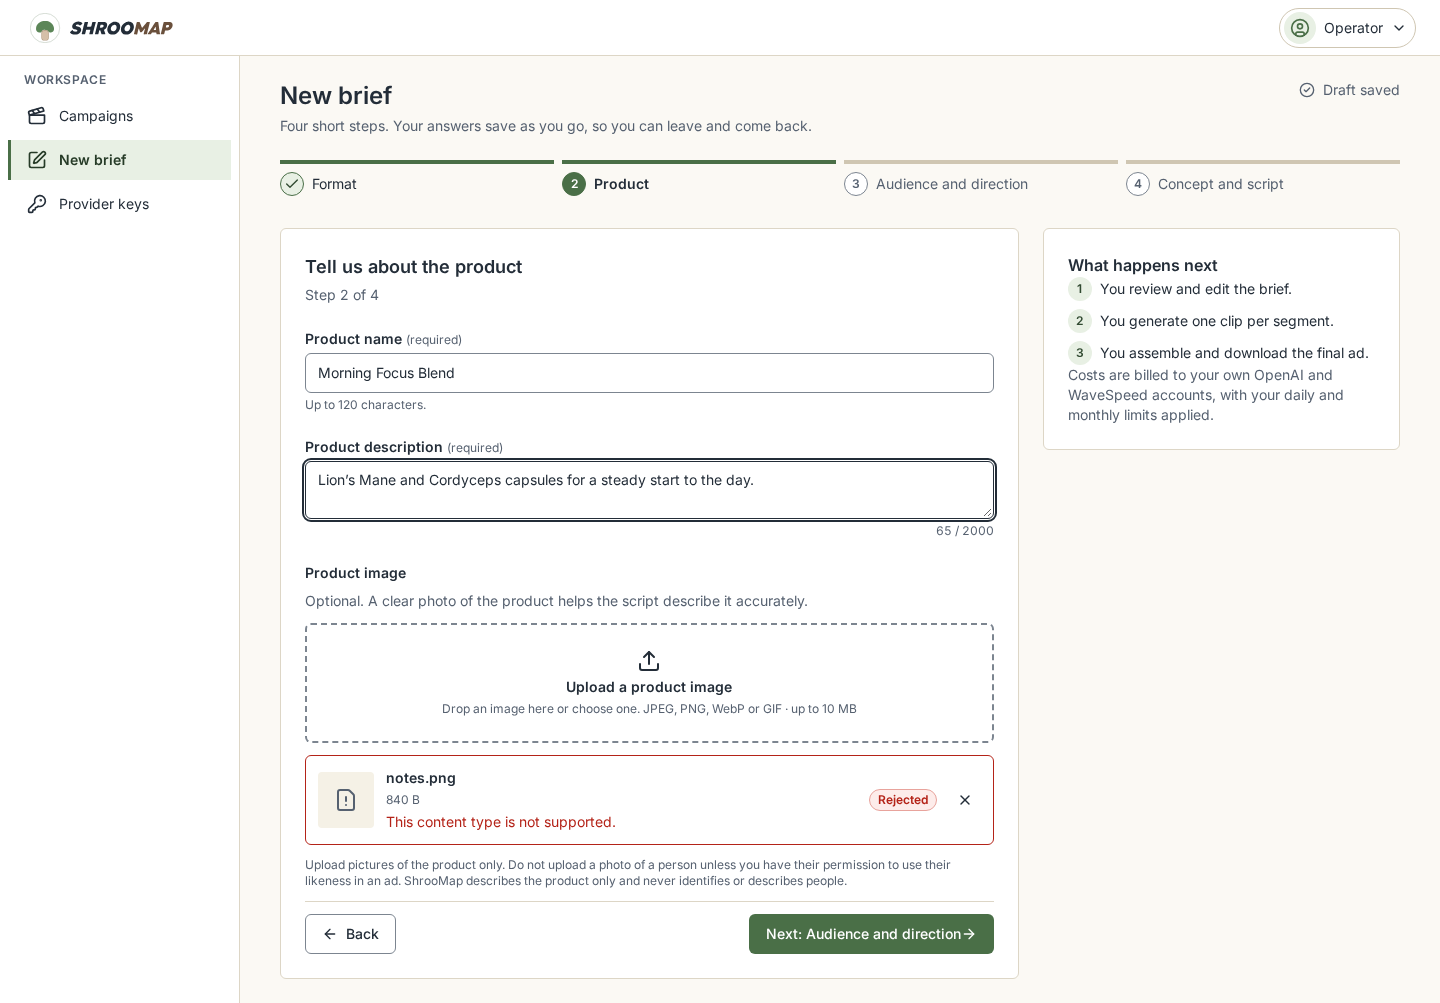 SHROOMAP
Operator
WORKSPACE
Campaigns
New brief
Provider keys
New brief
Draft saved
Four short steps. Your answers save as you go, so you can leave and come back.
Format
2 Product
3 Audience and direction
4 Concept and script
Tell us about the product
Step 2 of 4
Product name (required)
Morning Focus Blend
Up to 120 characters.
Product description (required)
Lion’s Mane and Cordyceps capsules for a steady start to the day.
65 / 2000
Product image
Optional. A clear photo of the product helps the script describe it accurately.
Upload a product image
Drop an image here or choose one. JPEG, PNG, WebP or GIF · up to 10 MB
notes.png
840 B
This content type is not supported.
Rejected
Upload pictures of the product only. Do not upload a photo of a person unless you have their permission to use their
likeness in an ad. ShrooMap describes the product only and never identifies or describes people.
Back
Next: Audience and direction
What happens next
1 You review and edit the brief.
2 You generate one clip per segment.
3 You assemble and download the final ad.
Costs are billed to your own OpenAI and
WaveSpeed accounts, with your daily and
monthly limits applied.